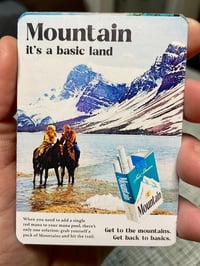 Mountain
it's a basic land
Mountain
Mountain
When you need to add a single
red mana to your mana pool, there's
only one solution: grab yourself a
pack of Mountains and hit the trail.
Get to the mountains.
Get back to basics.